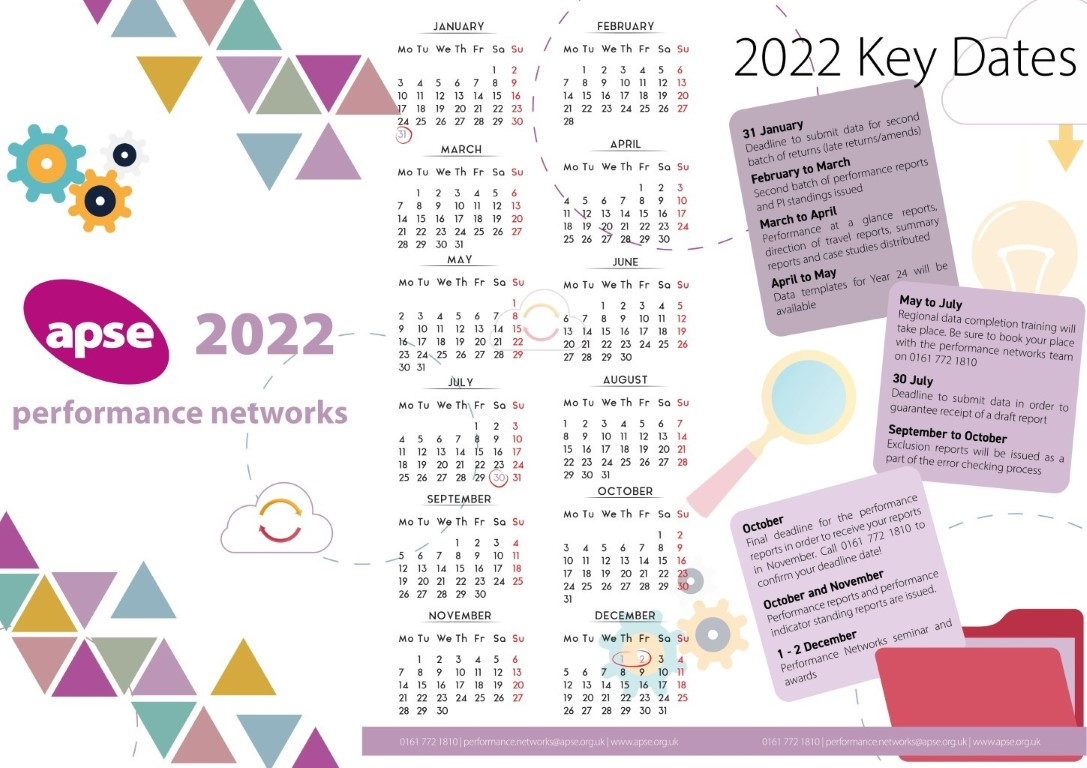 apse
2022
performance networks
JANUARY
Mo Tu We Th Fr Sa Su
1 2
3 4 5 6 7 8 9
10 11 12 13 14 15 16
17 18 19 20 21 22 23
24 25 26 27 28 29 30
31
FEBRUARY
Mo Tu We Th Fr Sa Su
1 2 3 4 5 6
7 8 9 10 11 12 13
14 15 16 17 18 19 20
21 22 23 24 25 26 27
28
MARCH
Mo Tu We Th Fr Sa Su
1 2 3 4 5 6
7 8 9 10 11 12 13
14 15 16 17 18 19 20
21 22 23 24 25 26 27
28 29 30 31
APRIL
Mo Tu We Th Fr Sa Su
1 2 3
4 5 6 7 8 9 10
11 12 13 14 15 16 17
18 19 20 21 22 23 24
25 26 27 28 29 30
MAY
Mo Tu We Th Fr Sa Su
1
2 3 4 5 6 7 8
9 10 11 12 13 14 15
16 17 18 19 20 21 22
23 24 25 26 27 28 29
30 31
JUNE
Mo Tu We Th Fr Sa Su
1 2 3 4 5
6 7 8 9 10 11 12
13 14 15 16 17 18 19
20 21 22 23 24 25 26
27 28 29 30
JULY
Mo Tu We Th Fr Sa Su
1 2 3
4 5 6 7 8 9 10
11 12 13 14 15 16 17
18 19 20 21 22 23 24
25 26 27 28 29 30 31
AUGUST
Mo Tu We Th Fr Sa Su
1 2 3 4 5 6 7
8 9 10 11 12 13 14
15 16 17 18 19 20 21
22 23 24 25 26 27 28
29 30 31
SEPTEMBER
Mo Tu We Th Fr Sa Su
1 2 3 4
5 6 7 8 9 10 11
12 13 14 15 16 17 18
19 20 21 22 23 24 25
26 27 28 29 30
OCTOBER
Mo Tu We Th Fr Sa Su
1 2
3 4 5 6 7 8 9
10 11 12 13 14 15 16
17 18 19 20 21 22 23
24 25 26 27 28 29 30
31
NOVEMBER
Mo Tu We Th Fr Sa Su
1 2 3 4 5 6
7 8 9 10 11 12 13
14 15 16 17 18 19 20
21 22 23 24 25 26 27
28 29 30
DECEMBER
Mo Tu We Th Fr Sa Su
1 2 3 4
5 6 7 8 9 10 11
12 13 14 15 16 17 18
19 20 21 22 23 24 25
26 27 28 29 30 31
2022 Key Dates
31 January
Deadline to submit data for second
batch of returns (late returns/amends)
February to March
Second batch of performance reports
and PI standings issued
March to April
Performance at a glance reports,
direction of travel reports, summary
reports and case studies distributed
April to May
Data templates for Year 24 will be
available
May to July
Regional data completion training will
take place. Be sure to book your place
with the performance networks team
on 0161 772 1810
30 July
Deadline to submit data in order to
guarantee receipt of a draft report
September to October
Exclusion reports will be issued as a
part of the error checking process
October
Final deadline for the performance
reports in order to receive your reports
in November. Call 0161 772 1810 to
confirm your deadline date!
October and November
Performance reports and performance
indicator standing reports are issued.
1 - 2 December
Performance Networks seminar and
awards
0161 772 1810 | performance.networks@apse.org.uk | www.apse.org.uk
0161 772 1810 | performance.networks@apse.org.uk | www.apse.org.uk